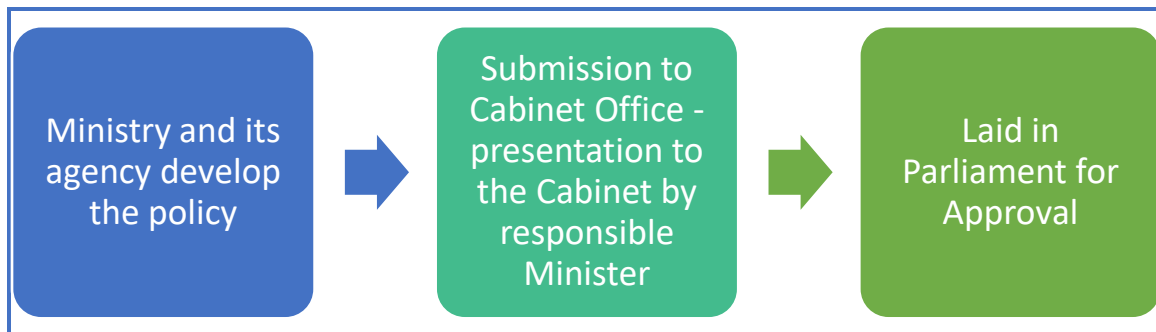 Ministry and its
agency develop
the policy
Submission to
Cabinet Office -
presentation to
the Cabinet by
responsible
Minister
Laid in
Parliament for
Approval